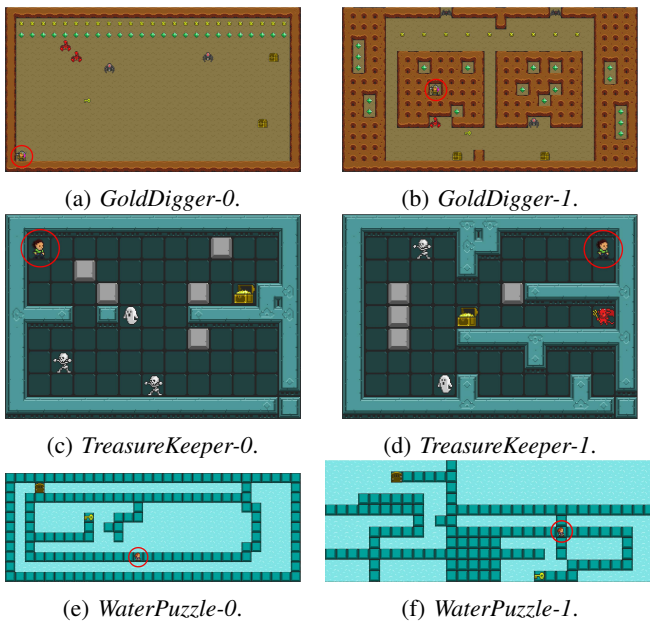 (a) GoldDigger-0.
(b) GoldDigger-1.
(c) TreasureKeeper-0.
(d) TreasureKeeper-1.
(e) WaterPuzzle-0.
(f) WaterPuzzle-1.